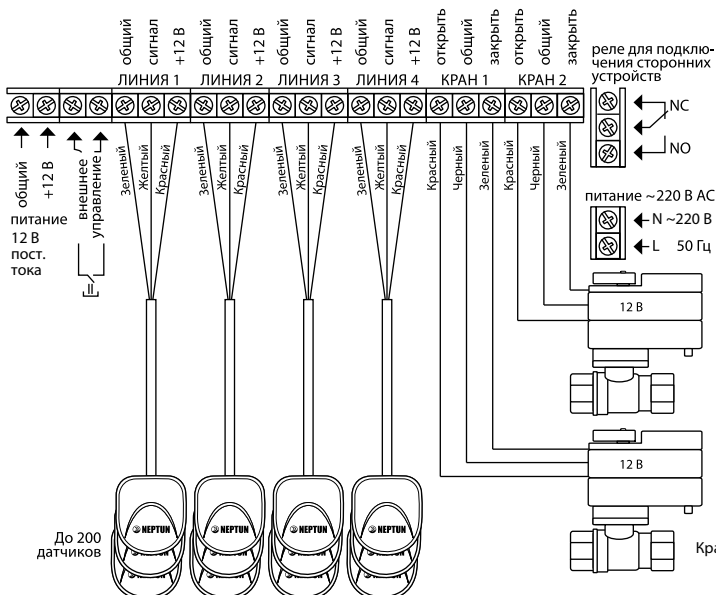 общий
сигнал
+12 В
общий
сигнал
+12 В
общий
сигнал
+12 В
общий
сигнал
+12 В
открыть
общий
закрыть
открыть
общий
закрыть
ЛИНИЯ 1
ЛИНИЯ 2
ЛИНИЯ 3
ЛИНИЯ 4
КРАН 1
КРАН 2
реле для подклю-
чения сторонних
устройств
NC
NO
общий
+12 В
питание
12 В
пост.
тока
внешнее
управление
Зеленый
Желтый
Красный
Зеленый
Желтый
Красный
Зеленый
Желтый
Красный
Зеленый
Желтый
Красный
Красный
Черный
Зеленый
Красный
Черный
Зеленый
питание ~220 В AC
N ~220 В
L 50 Гц
12 В
12 В
До 200
датчиков
NEPTUN
NEPTUN
NEPTUN
NEPTUN
Кра